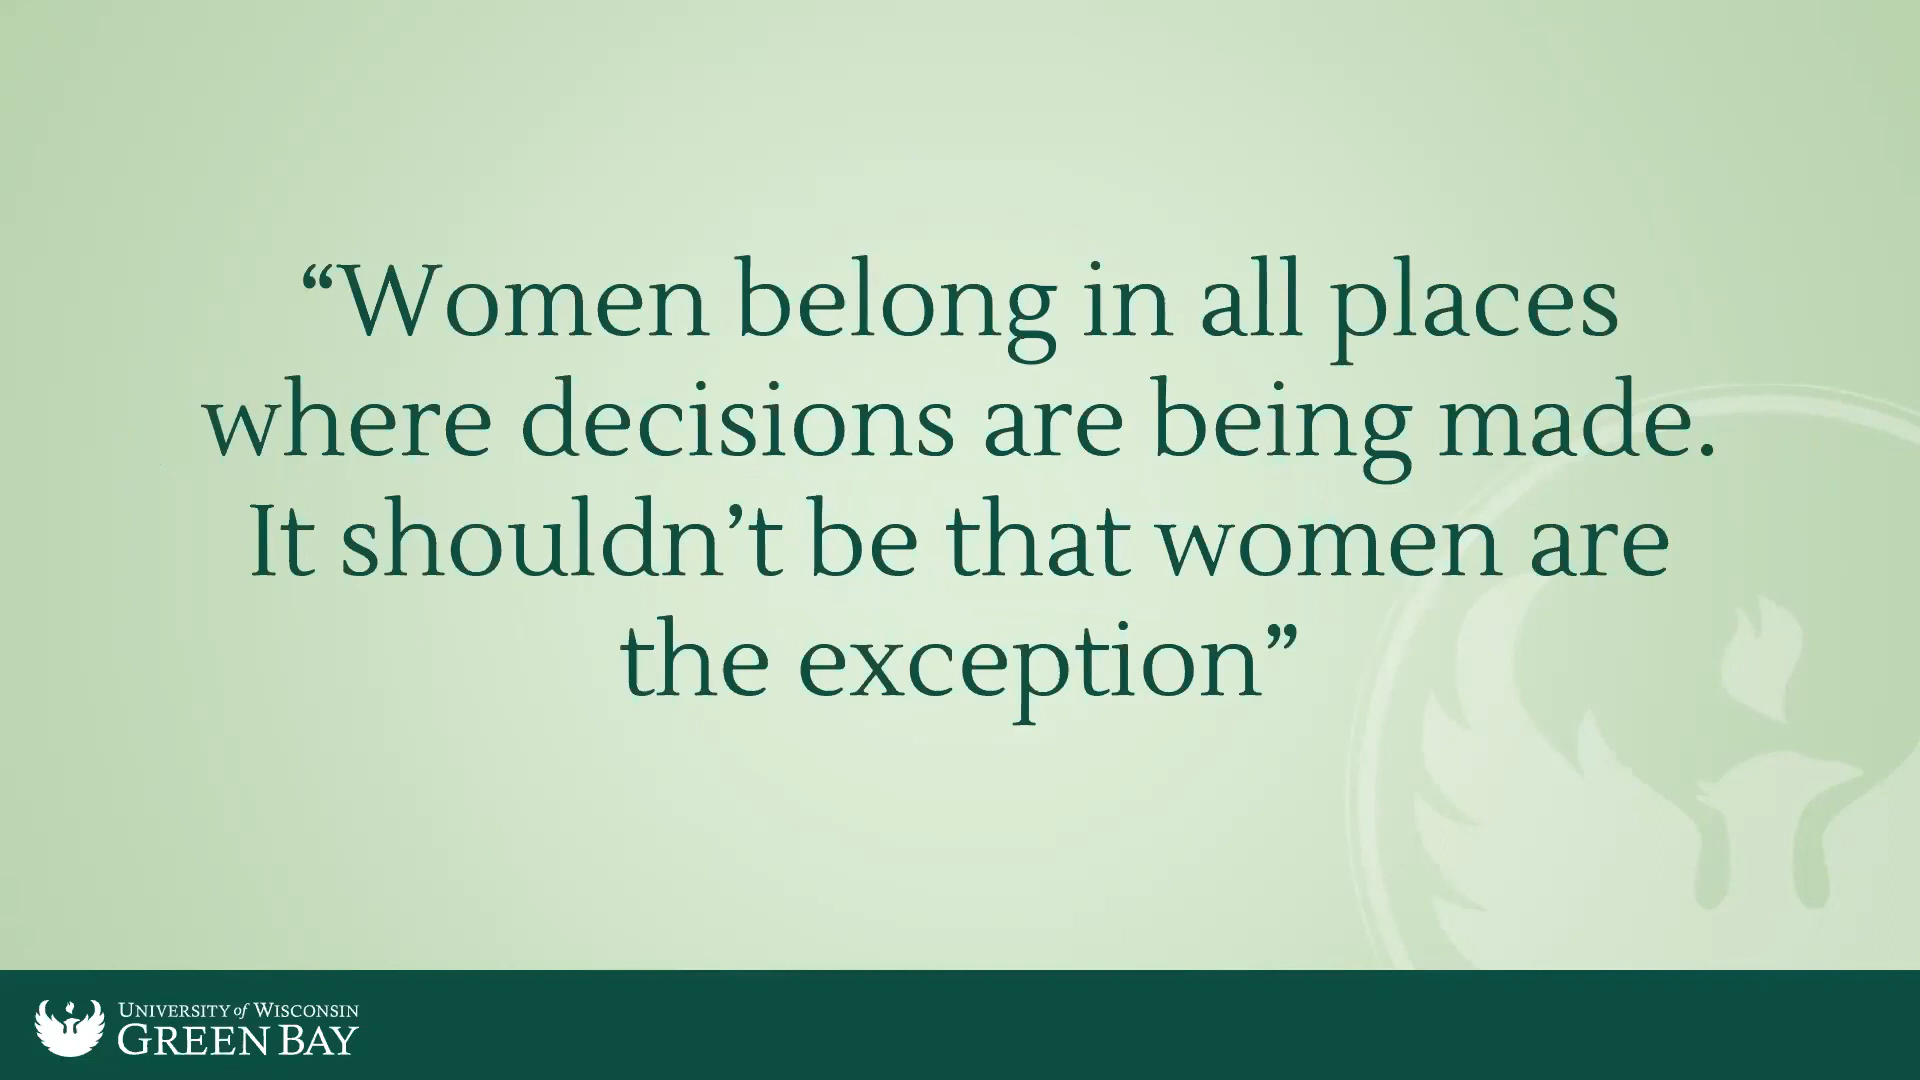 “Women belong in all places
where decisions are being made.
It shouldn’t be that women are
the exception”
UNIVERSITY of WISCONSIN
GREEN BAY